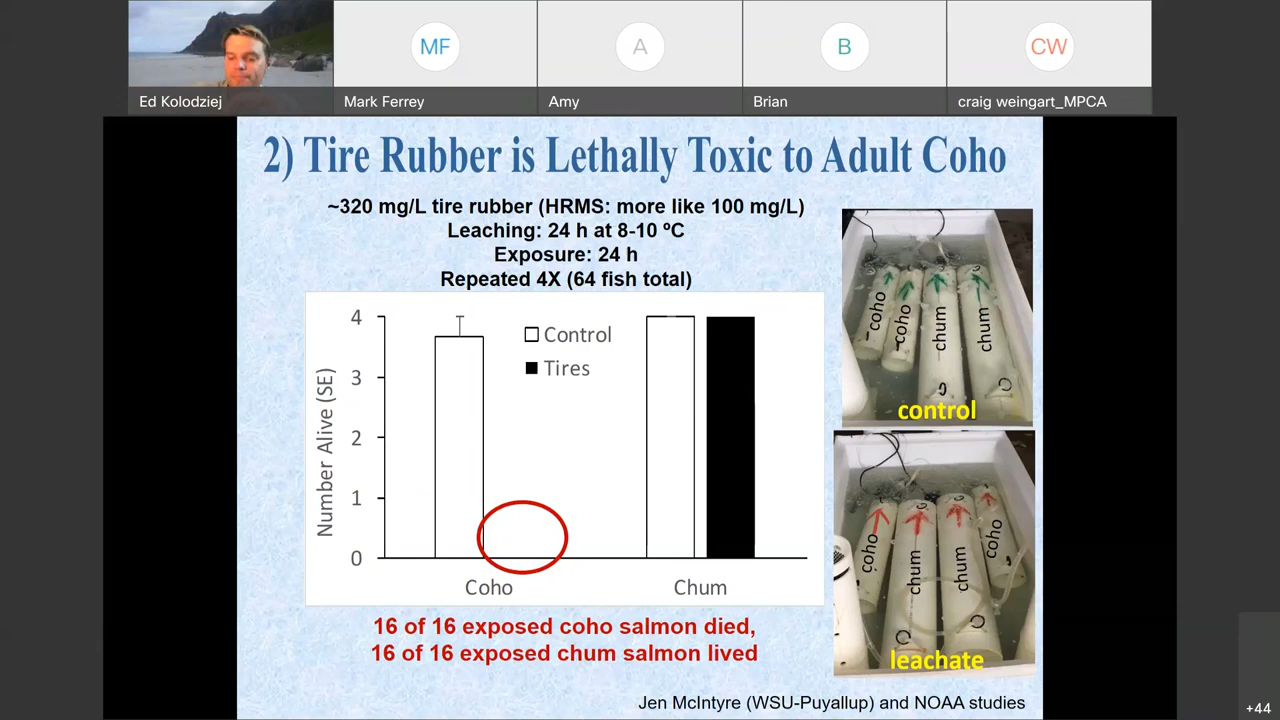 MF
A
B
CW
Ed Kolodziej
Mark Ferrey
Amy
Brian
craig weingart_MPCA
2) Tire Rubber is Lethally Toxic to Adult Coho
~320 mg/L tire rubber (HRMS: more like 100 mg/L)
Leaching: 24 h at 8-10 ºC
Exposure: 24 h
Repeated 4X (64 fish total)
4
3
2
1
0
Number Alive (SE)
Control
Tires
Coho
Chum
16 of 16 exposed coho salmon died,
16 of 16 exposed chum salmon lived
coho
coho
chum
chum
control
coho
chum
chum
coho
leachate
Jen McIntyre (WSU-Puyallup) and NOAA studies
+44